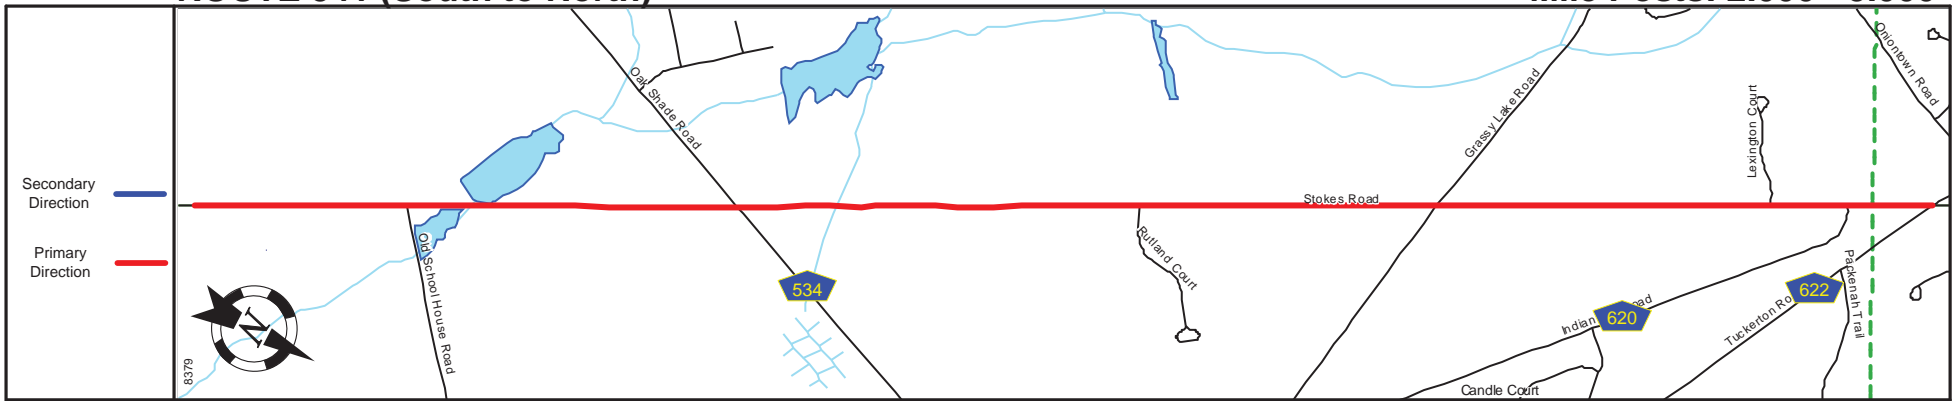 Secondary
Direction
Primary
Direction
8379
N
Old School House Road
Oak Shade Road
534
Rutland Court
Stokes Road
Grassy Lake Road
Lexington Court
Oniontown Road
Indian
oad
620
Tuckerton Ro
622
Packenah Trail
Candle Court